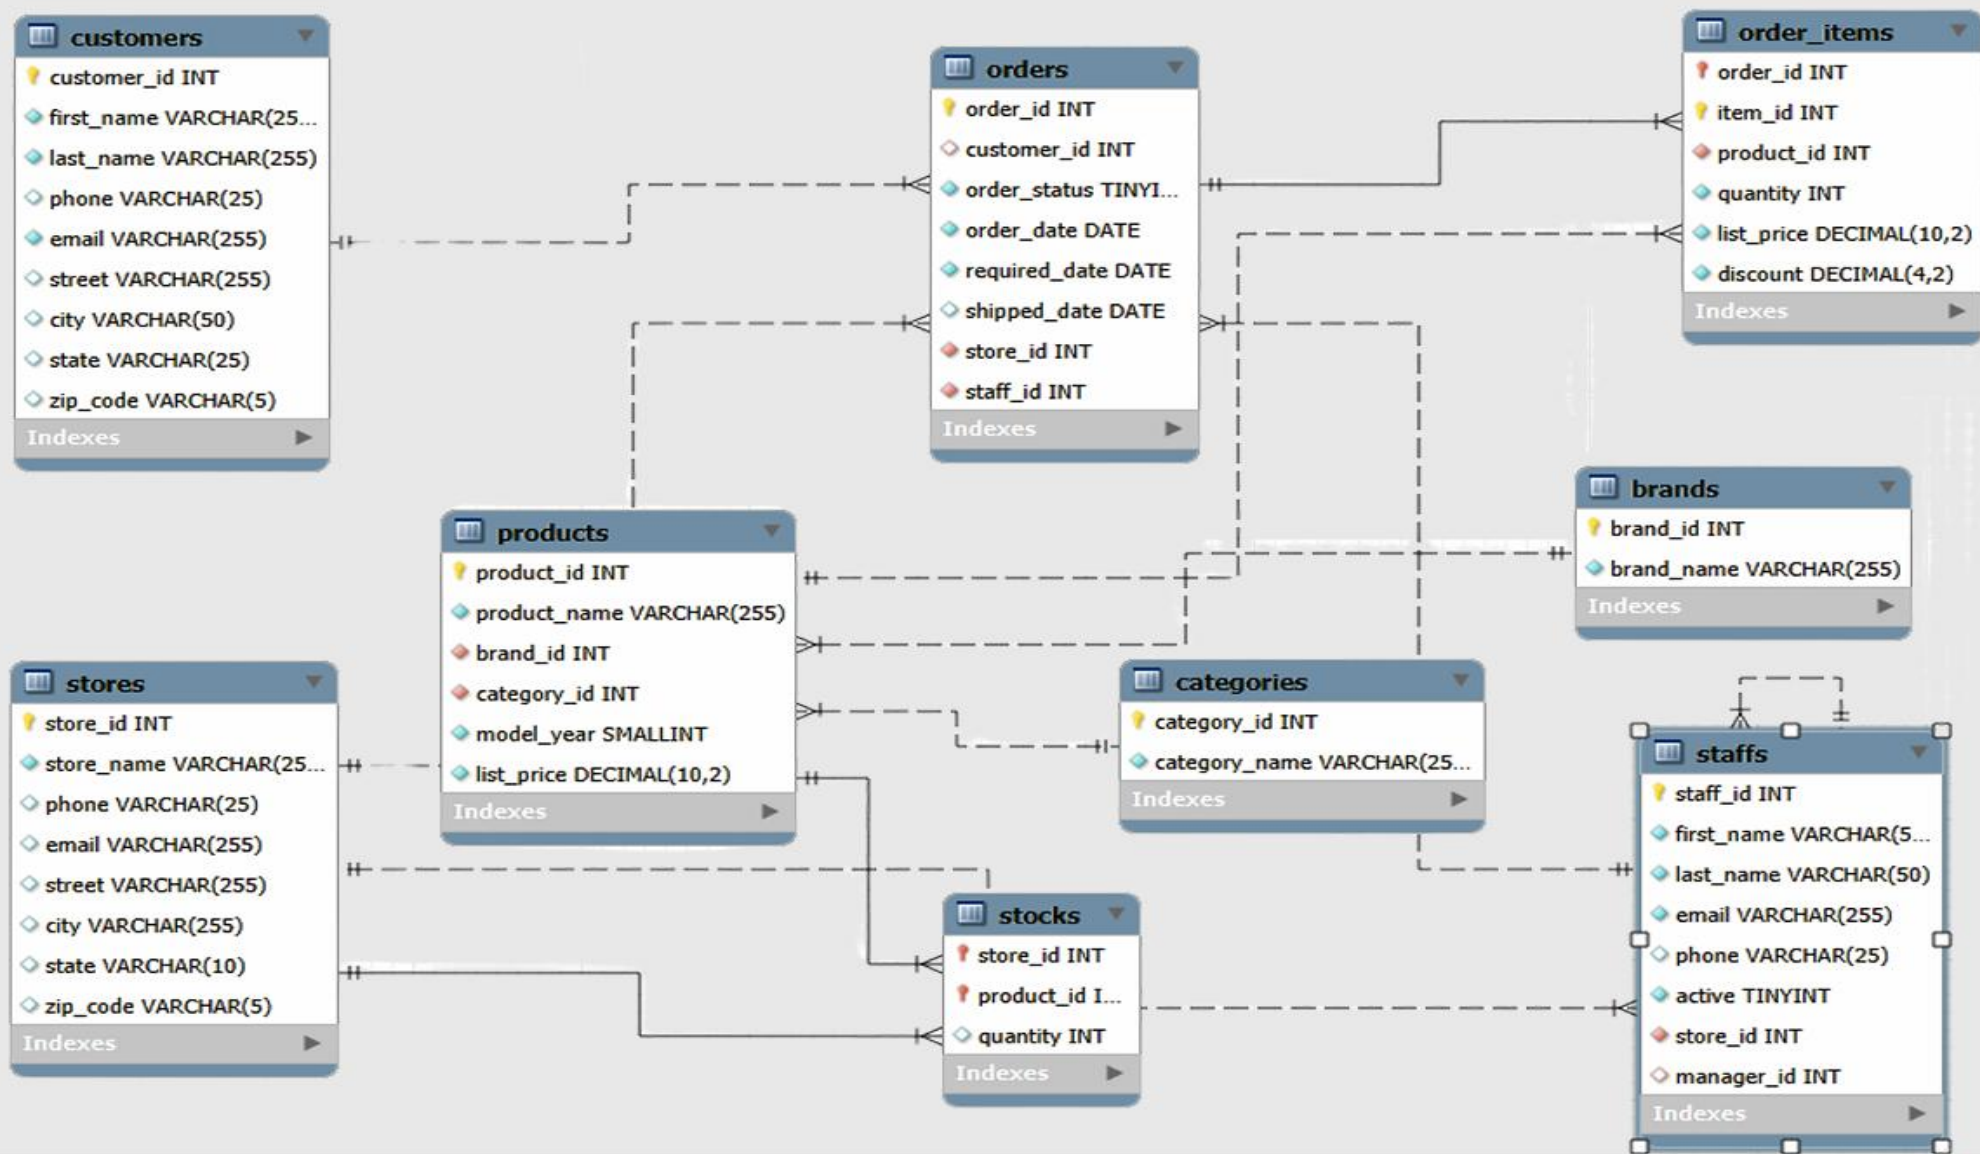 customers
customer_id INT
first_name VARCHAR(25...
last_name VARCHAR(255)
phone VARCHAR(25)
email VARCHAR(255)
street VARCHAR(255)
city VARCHAR(50)
state VARCHAR(25)
zip_code VARCHAR(5)
Indexes
orders
order_id INT
customer_id INT
order_status TINYI...
order_date DATE
required_date DATE
shipped_date DATE
store_id INT
staff_id INT
Indexes
order_items
order_id INT
item_id INT
product_id INT
quantity INT
list_price DECIMAL(10,2)
discount DECIMAL(4,2)
Indexes
products
product_id INT
product_name VARCHAR(255)
brand_id INT
category_id INT
model_year SMALLINT
list_price DECIMAL(10,2)
Indexes
brands
brand_id INT
brand_name VARCHAR(255)
Indexes
stores
store_id INT
store_name VARCHAR(25...
phone VARCHAR(25)
email VARCHAR(255)
street VARCHAR(255)
city VARCHAR(255)
state VARCHAR(10)
zip_code VARCHAR(5)
Indexes
categories
category_id INT
category_name VARCHAR(25...
Indexes
stocks
store_id INT
product_id I...
quantity INT
Indexes
staffs
staff_id INT
first_name VARCHAR(5...
last_name VARCHAR(50)
email VARCHAR(255)
phone VARCHAR(25)
active TINYINT
store_id INT
manager_id INT
Indexes